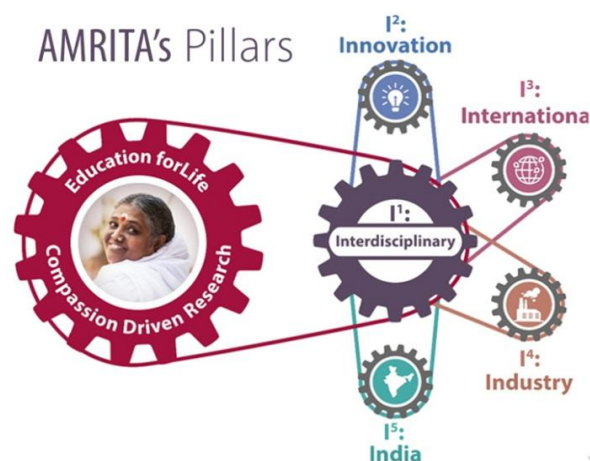 AMRITA's Pillars
Education forLife
Compassion Driven Research
I¹:
Interdisciplinary
I²:
Innovation
I³:
Internationa
I⁴:
Industry
I⁵:
India